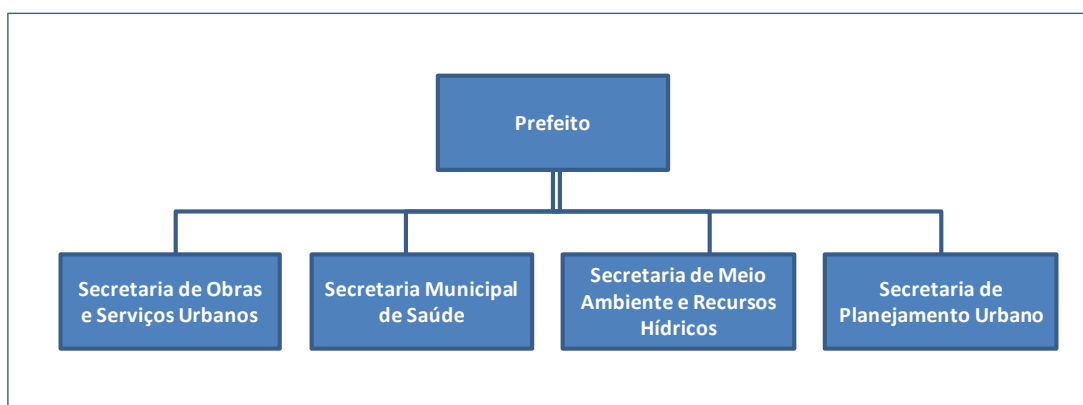 Prefeito
Secretaria de Obras
e Serviços Urbanos
Secretaria Municipal
de Saúde
Secretaria de Meio
Ambiente e Recursos
Hídricos
Secretaria de
Planejamento Urbano